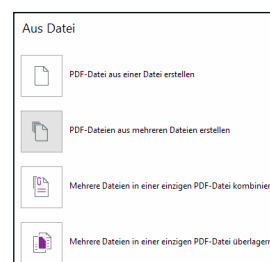 Aus Datei
PDF-Datei aus einer Datei erstellen
PDF-Dateien aus mehreren Dateien erstellen
Mehrere Dateien in einer einzigen PDF-Datei kombinier
Mehrere Dateien in einer einzigen PDF-Datei überlagern